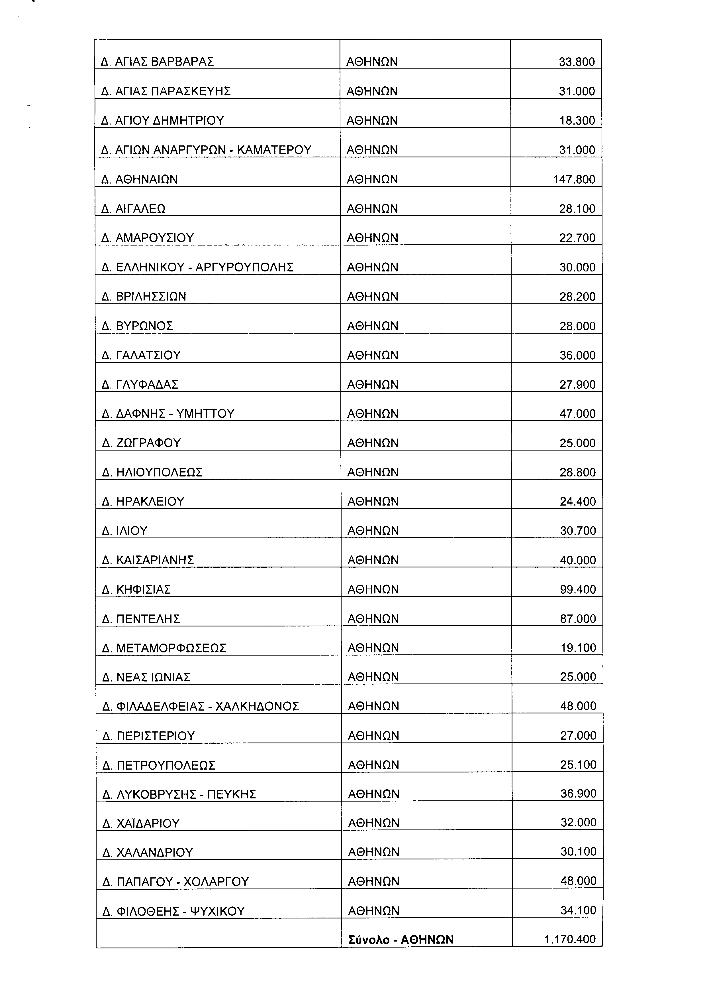 Δ. ΑΓΙΑΣ ΒΑΡΒΑΡΑΣ ΑΘΗΝΩΝ 33.800
Δ. ΑΓΙΑΣ ΠΑΡΑΣΚΕΥΗΣ ΑΘΗΝΩΝ 31.000
Δ. ΑΓΙΟΥ ΔΗΜΗΤΡΙΟΥ ΑΘΗΝΩΝ 18.300
Δ. ΑΓΙΩΝ ΑΝΑΡΓΥΡΩΝ - ΚΑΜΑΤΕΡΟΥ ΑΘΗΝΩΝ 31.000
Δ. ΑΘΗΝΑΙΩΝ ΑΘΗΝΩΝ 147.800
Δ. ΑΙΓΑΛΕΩ ΑΘΗΝΩΝ 28.100
Δ. ΑΜΑΡΟΥΣΙΟΥ ΑΘΗΝΩΝ 22.700
Δ. ΕΛΛΗΝΙΚΟΥ - ΑΡΓΥΡΟΥΠΟΛΗΣ ΑΘΗΝΩΝ 30.000
Δ. ΒΡΙΛΗΣΣΙΩΝ ΑΘΗΝΩΝ 28.200
Δ. ΒΥΡΩΝΟΣ ΑΘΗΝΩΝ 28.000
Δ. ΓΑΛΑΤΣΙΟΥ ΑΘΗΝΩΝ 36.000
Δ. ΓΛΥΦΑΔΑΣ ΑΘΗΝΩΝ 27.900
Δ. ΔΑΦΝΗΣ - ΥΜΗΤΤΟΥ ΑΘΗΝΩΝ 47.000
Δ. ΖΩΓΡΑΦΟΥ ΑΘΗΝΩΝ 25.000
Δ. ΗΛΙΟΥΠΟΛΕΩΣ ΑΘΗΝΩΝ 28.800
Δ. ΗΡΑΚΛΕΙΟΥ ΑΘΗΝΩΝ 24.400
Δ. ΙΛΙΟΥ ΑΘΗΝΩΝ 30.700
Δ. ΚΑΙΣΑΡΙΑΝΗΣ ΑΘΗΝΩΝ 40.000
Δ. ΚΗΦΙΣΙΑΣ ΑΘΗΝΩΝ 99.400
Δ. ΠΕΝΤΕΛΗΣ ΑΘΗΝΩΝ 87.000
Δ. ΜΕΤΑΜΟΡΦΩΣΕΩΣ ΑΘΗΝΩΝ 19.100
Δ. ΝΕΑΣ ΙΩΝΙΑΣ ΑΘΗΝΩΝ 25.000
Δ. ΦΙΛΑΔΕΛΦΕΙΑΣ - ΧΑΛΚΗΔΟΝΟΣ ΑΘΗΝΩΝ 48.000
Δ. ΠΕΡΙΣΤΕΡΙΟΥ ΑΘΗΝΩΝ 27.000
Δ. ΠΕΤΡΟΥΠΟΛΕΩΣ ΑΘΗΝΩΝ 25.100
Δ. ΛΥΚΟΒΡΥΣΗΣ - ΠΕΥΚΗΣ ΑΘΗΝΩΝ 36.900
Δ. ΧΑΪΔΑΡΙΟΥ ΑΘΗΝΩΝ 32.000
Δ. ΧΑΛΑΝΔΡΙΟΥ ΑΘΗΝΩΝ 30.100
Δ. ΠΑΠΑΓΟΥ - ΧΟΛΑΡΓΟΥ ΑΘΗΝΩΝ 48.000
Δ. ΦΙΛΟΘΕΗΣ - ΨΥΧΙΚΟΥ ΑΘΗΝΩΝ 34.100
Σύνολο - ΑΘΗΝΩΝ 1.170.400